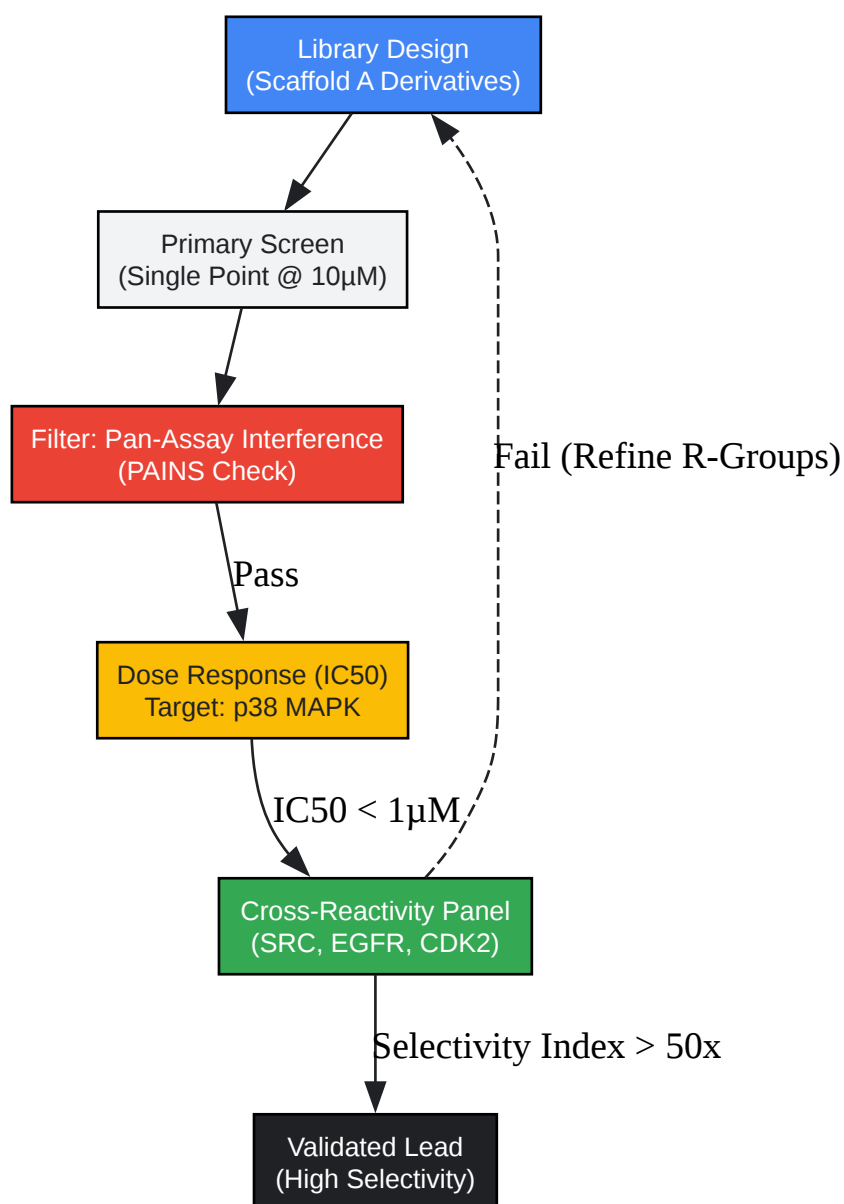 Library Design
(Scaffold A Derivatives)
Primary Screen
(Single Point @ 10µM)
Filter: Pan-Assay Interference
(PAINS Check)
Fail (Refine R-Groups)
Pass
Dose Response (IC50)
Target: p38 MAPK
IC50 < 1µM
Cross-Reactivity Panel
(SRC, EGFR, CDK2)
Selectivity Index > 50x
Validated Lead
(High Selectivity)